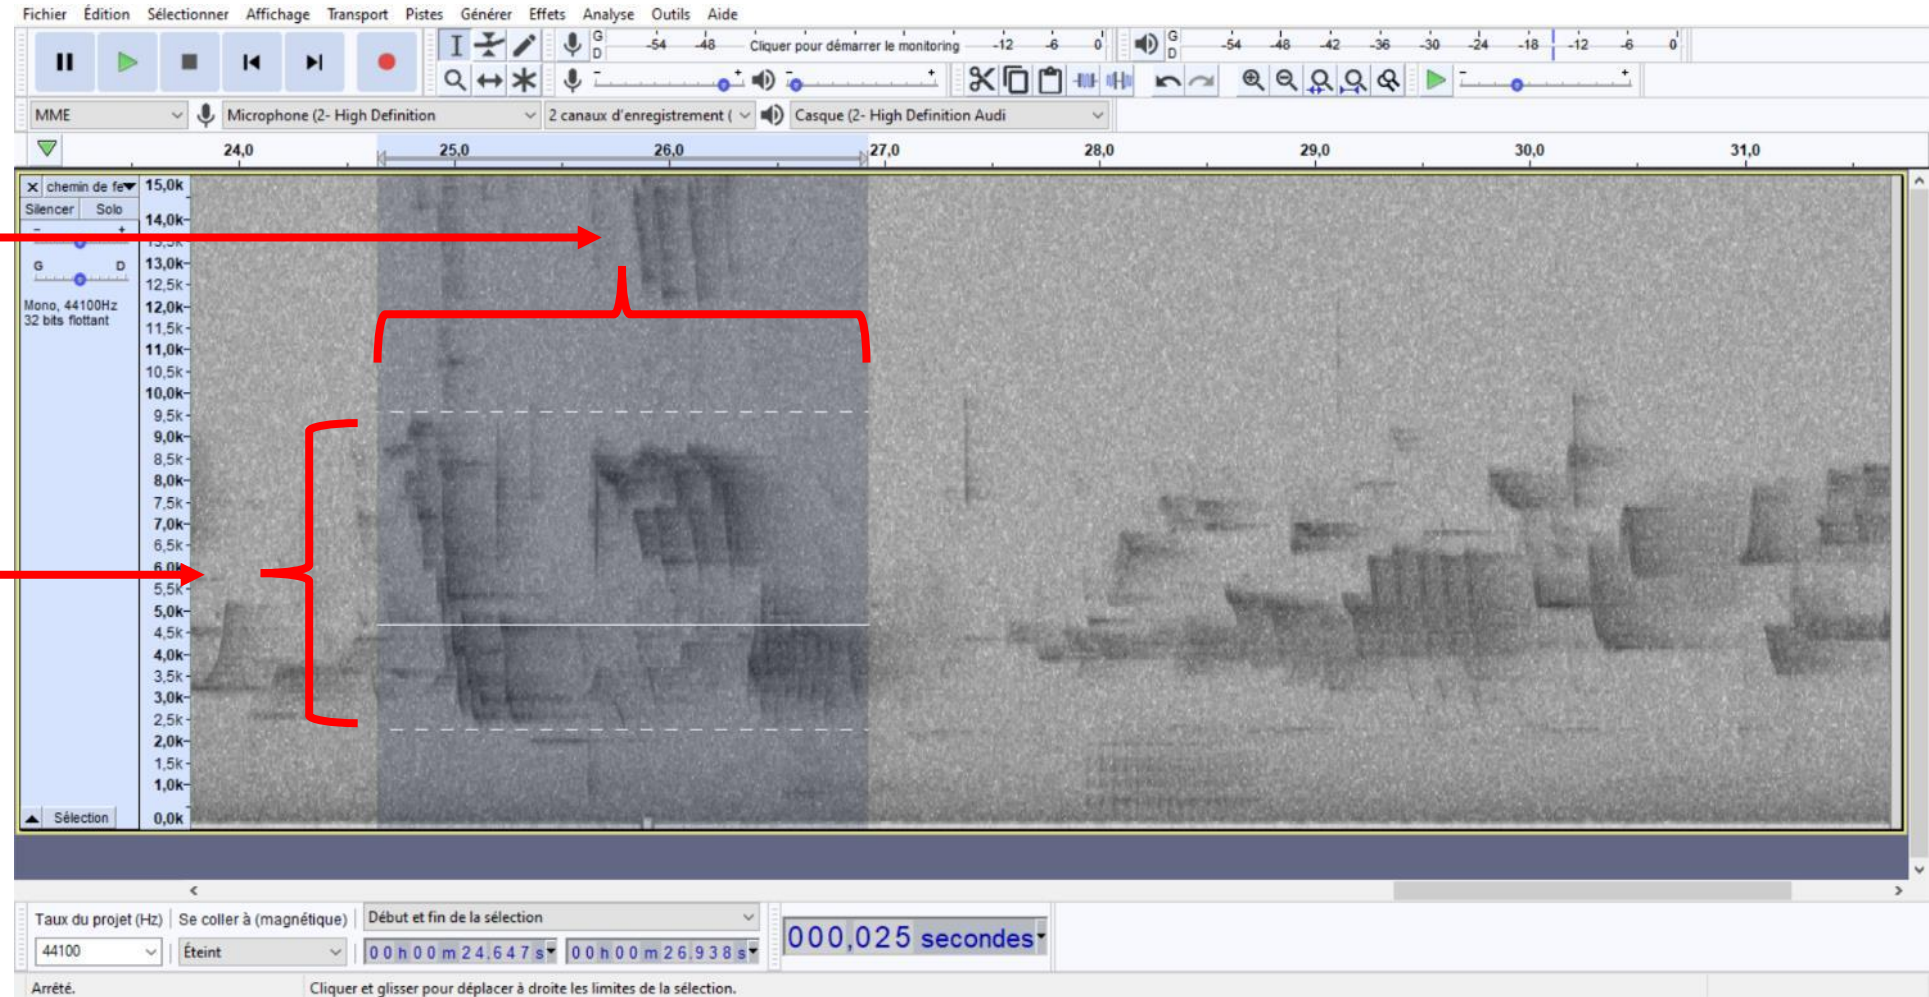 Fichier Édition Sélectionner Affichage Transport Pistes Générer Effets Analyse Outils Aide
G D -54 -48 Cliquer pour démarrer le monitoring -12 -6 0 G D -54 -48 -42 -36 -30 -24 -18 -12 -6 0
- + - + - +
MME Microphone (2- High Definition 2 canaux d'enregistrement ( Casque (2- High Definition Audi
24,0 25,0 26,0 27,0 28,0 29,0 30,0 31,0
× chemin de fe 15,0k
Silencer Solo
- + 14,0k
13,5k
G D 13,0k
12,5k
Mono, 44100Hz 12,0k
32 bits flottant 11,5k
11,0k
10,5k
10,0k
9,5k
9,0k
8,5k
8,0k
7,5k
7,0k
6,5k
6,0k
5,5k
5,0k
4,5k
4,0k
3,5k
3,0k
2,5k
2,0k
1,5k
1,0k
Sélection 0,0k
Taux du projet (Hz) Se coller à (magnétique) Début et fin de la sélection
44100 Éteint 00h00m24.647s 00h00m26.938s 000,025 secondes
Arrêté. Cliquer et glisser pour déplacer à droite les limites de la sélection.